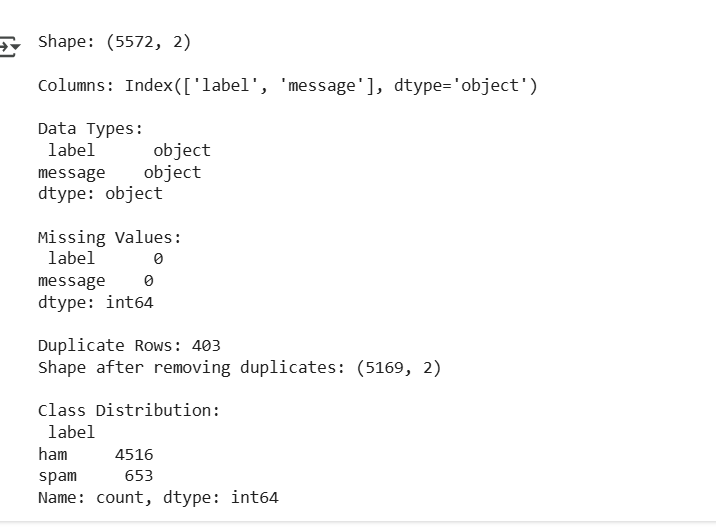 Shape: (5572, 2)
Columns: Index(['label', 'message'], dtype='object')
Data Types:
label      object
message    object
dtype: object
Missing Values:
label      0
message    0
dtype: int64
Duplicate Rows: 403
Shape after removing duplicates: (5169, 2)
Class Distribution:
label
ham     4516
spam     653
Name: count, dtype: int64